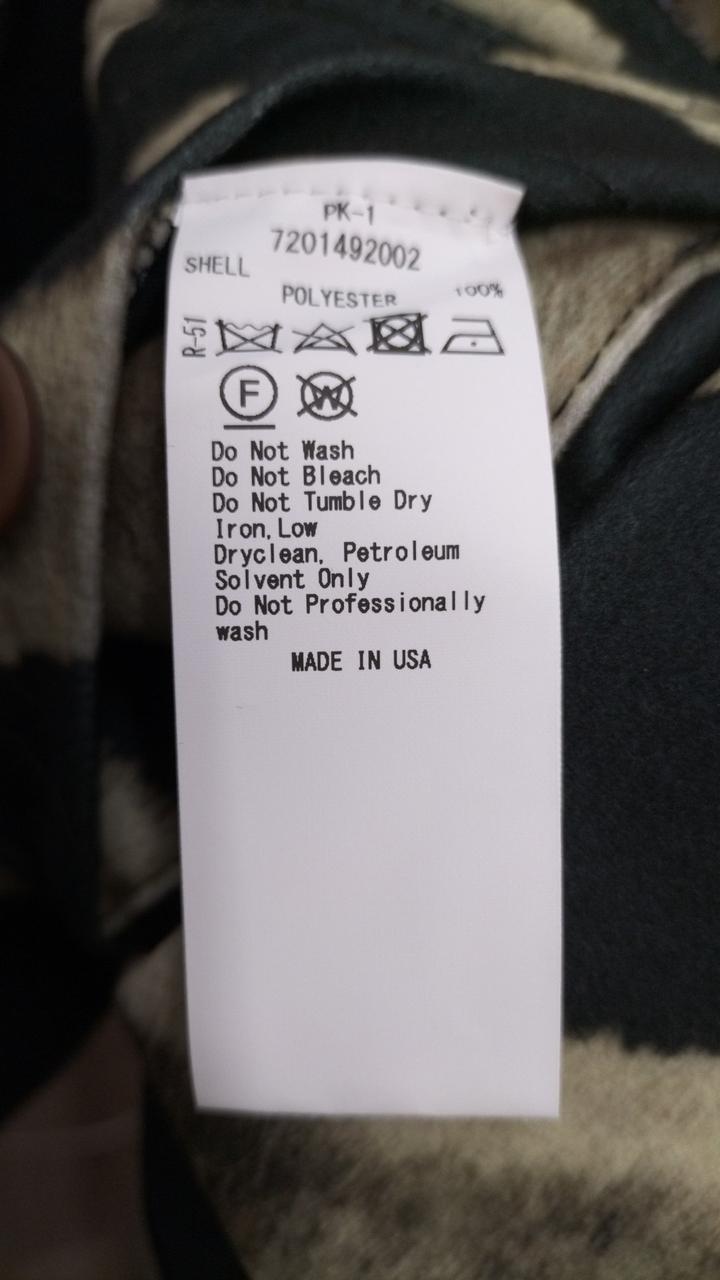 PK-1
7201492002
SHELL
POLYESTER 100%
R-51
F W
Do Not Wash
Do Not Bleach
Do Not Tumble Dry
Iron, Low
Dryclean, Petroleum
Solvent Only
Do Not Professionally
wash
MADE IN USA